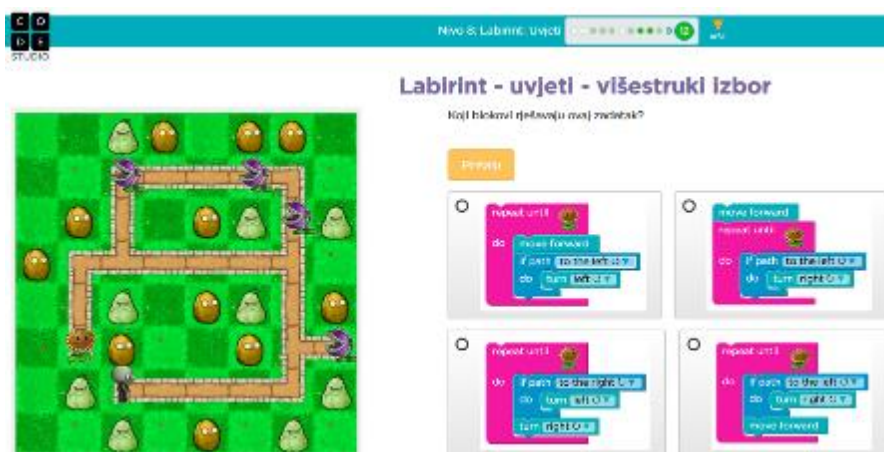 C O
D E
STUDIO
Nivo 8: Labirint: Uvjeti
12
Labirint - uvjeti - višestruki izbor
Koji blokovi rješavaju ovaj zadatak?
repeat until
do move forward
if path to the left
do turn left
move forward
repeat until
do if path to the left
do turn right
repeat until
do if path to the right
do turn left
turn right
repeat until
do if path to the left
do turn right
move forward